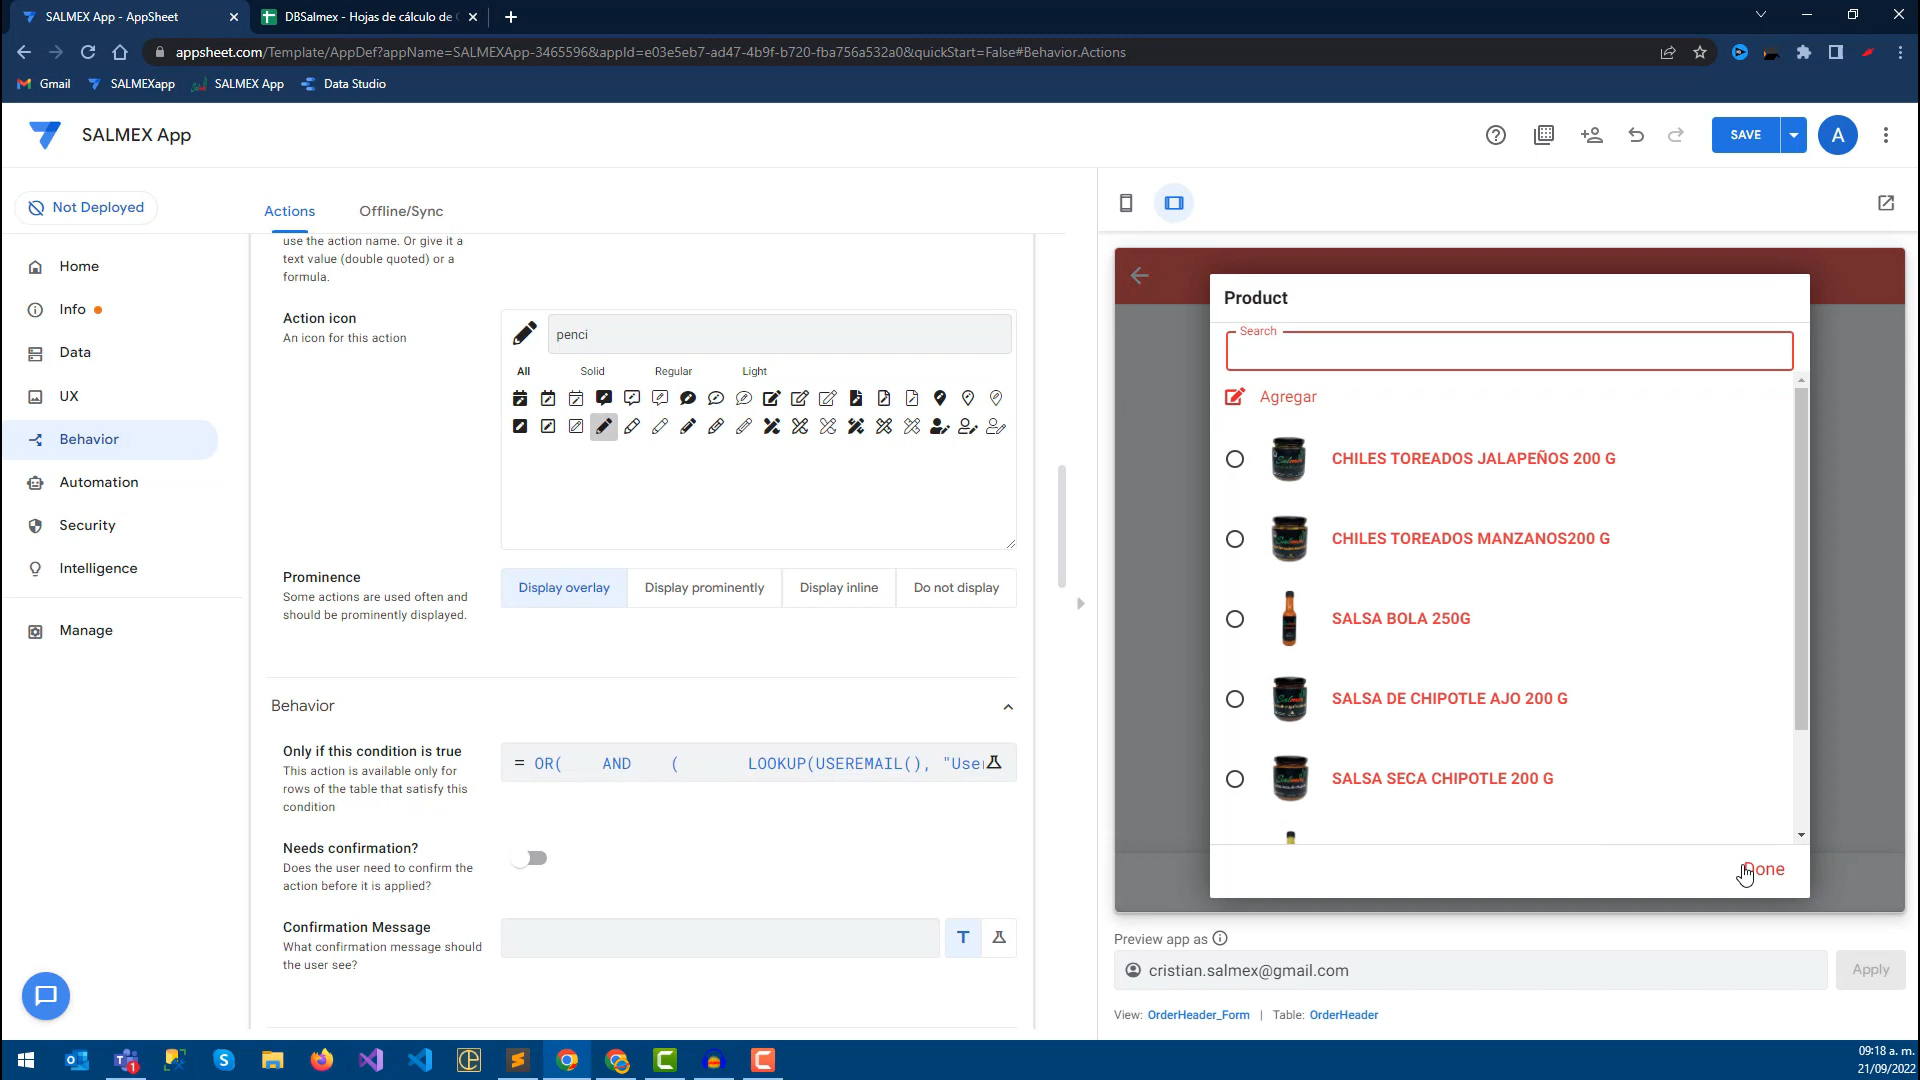 SALMEX App - AppSheet
DBSalmex - Hojas de cálculo de
appsheet.com/Template/AppDef?appName=SALMEXApp-3465596&appId=e03e5eb7-ad47-4b9f-b720-fba756a532a0&quickStart=False#Behavior.Actions
Gmail
SALMEXapp
SALMEX App
Data Studio
SALMEX App
SAVE
A
Not Deployed
Actions
Offline/Sync
Home
Info
Data
UX
Behavior
Automation
Security
Intelligence
Manage
use the action name. Or give it a
text value (double quoted) or a
formula.
Action icon
An icon for this action
penci
All
Solid
Regular
Light
Prominence
Some actions are used often and
should be prominently displayed.
Display overlay
Display prominently
Display inline
Do not display
Behavior
Only if this condition is true
This action is available only for
rows of the table that satisfy this
condition
= OR( AND ( LOOKUP(USEREMAIL(), "Use
Needs confirmation?
Does the user need to confirm the
action before it is applied?
Confirmation Message
What confirmation message should
the user see?
T
Product
Search
Agregar
CHILES TOREADOS JALAPEÑOS 200 G
CHILES TOREADOS MANZANOS200 G
SALSA BOLA 250G
SALSA DE CHIPOTLE AJO 200 G
SALSA SECA CHIPOTLE 200 G
Done
Preview app as
cristian.salmex@gmail.com
Apply
View: OrderHeader_Form | Table: OrderHeader
09:18 a. m.
21/09/2022